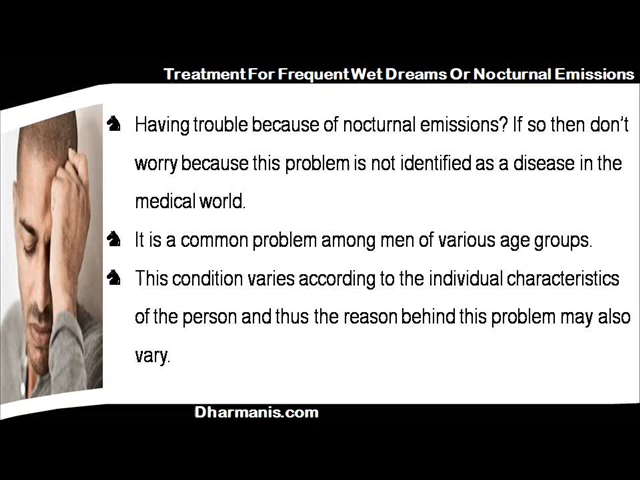 Treatment For Frequent Wet Dreams Or Nocturnal Emissions
Having trouble because of nocturnal emissions? If so then don't
worry because this problem is not identified as a disease in the
medical world.
It is a common problem among men of various age groups.
This condition varies according to the individual characteristics
of the person and thus the reason behind this problem may also
vary.
Dharmanis.com